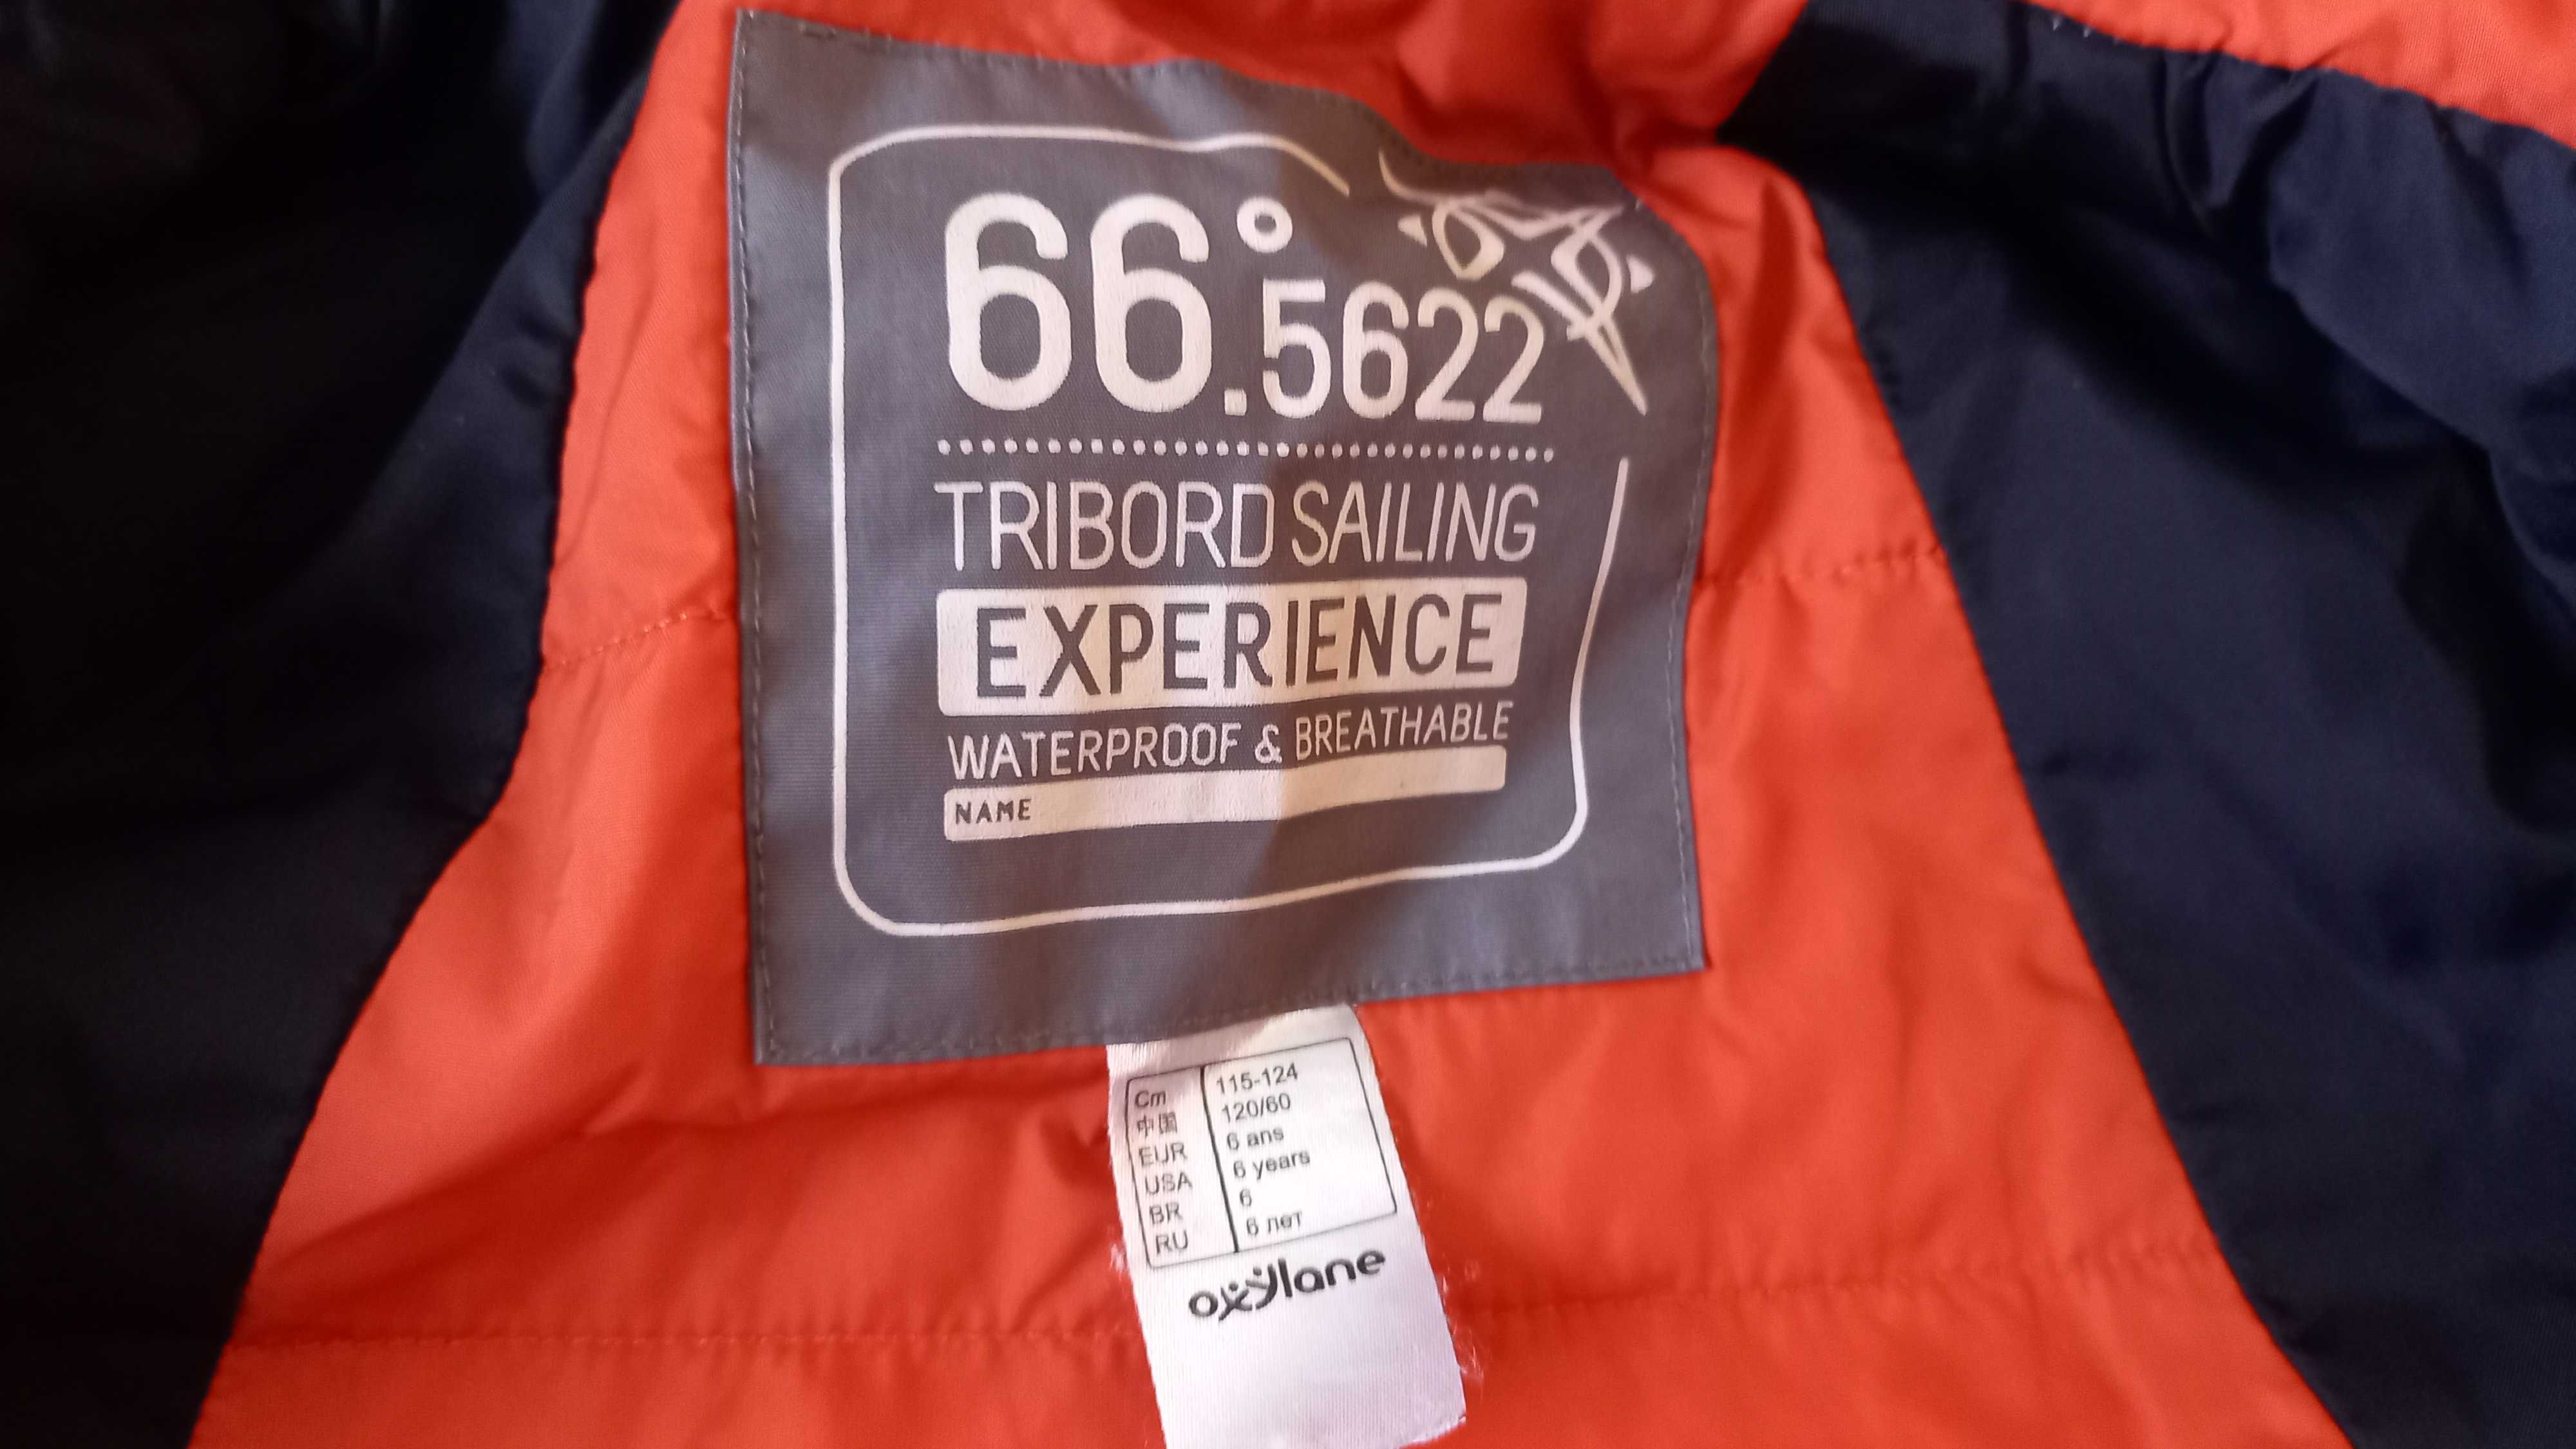 66°.5622
TRIBORD SAILING
EXPERIENCE
WATERPROOF & BREATHABLE
NAME
Cm 115-124
中国 120/60
EUR 6 ans
USA 6 years
BR 6
RU 6 лет
oxylane